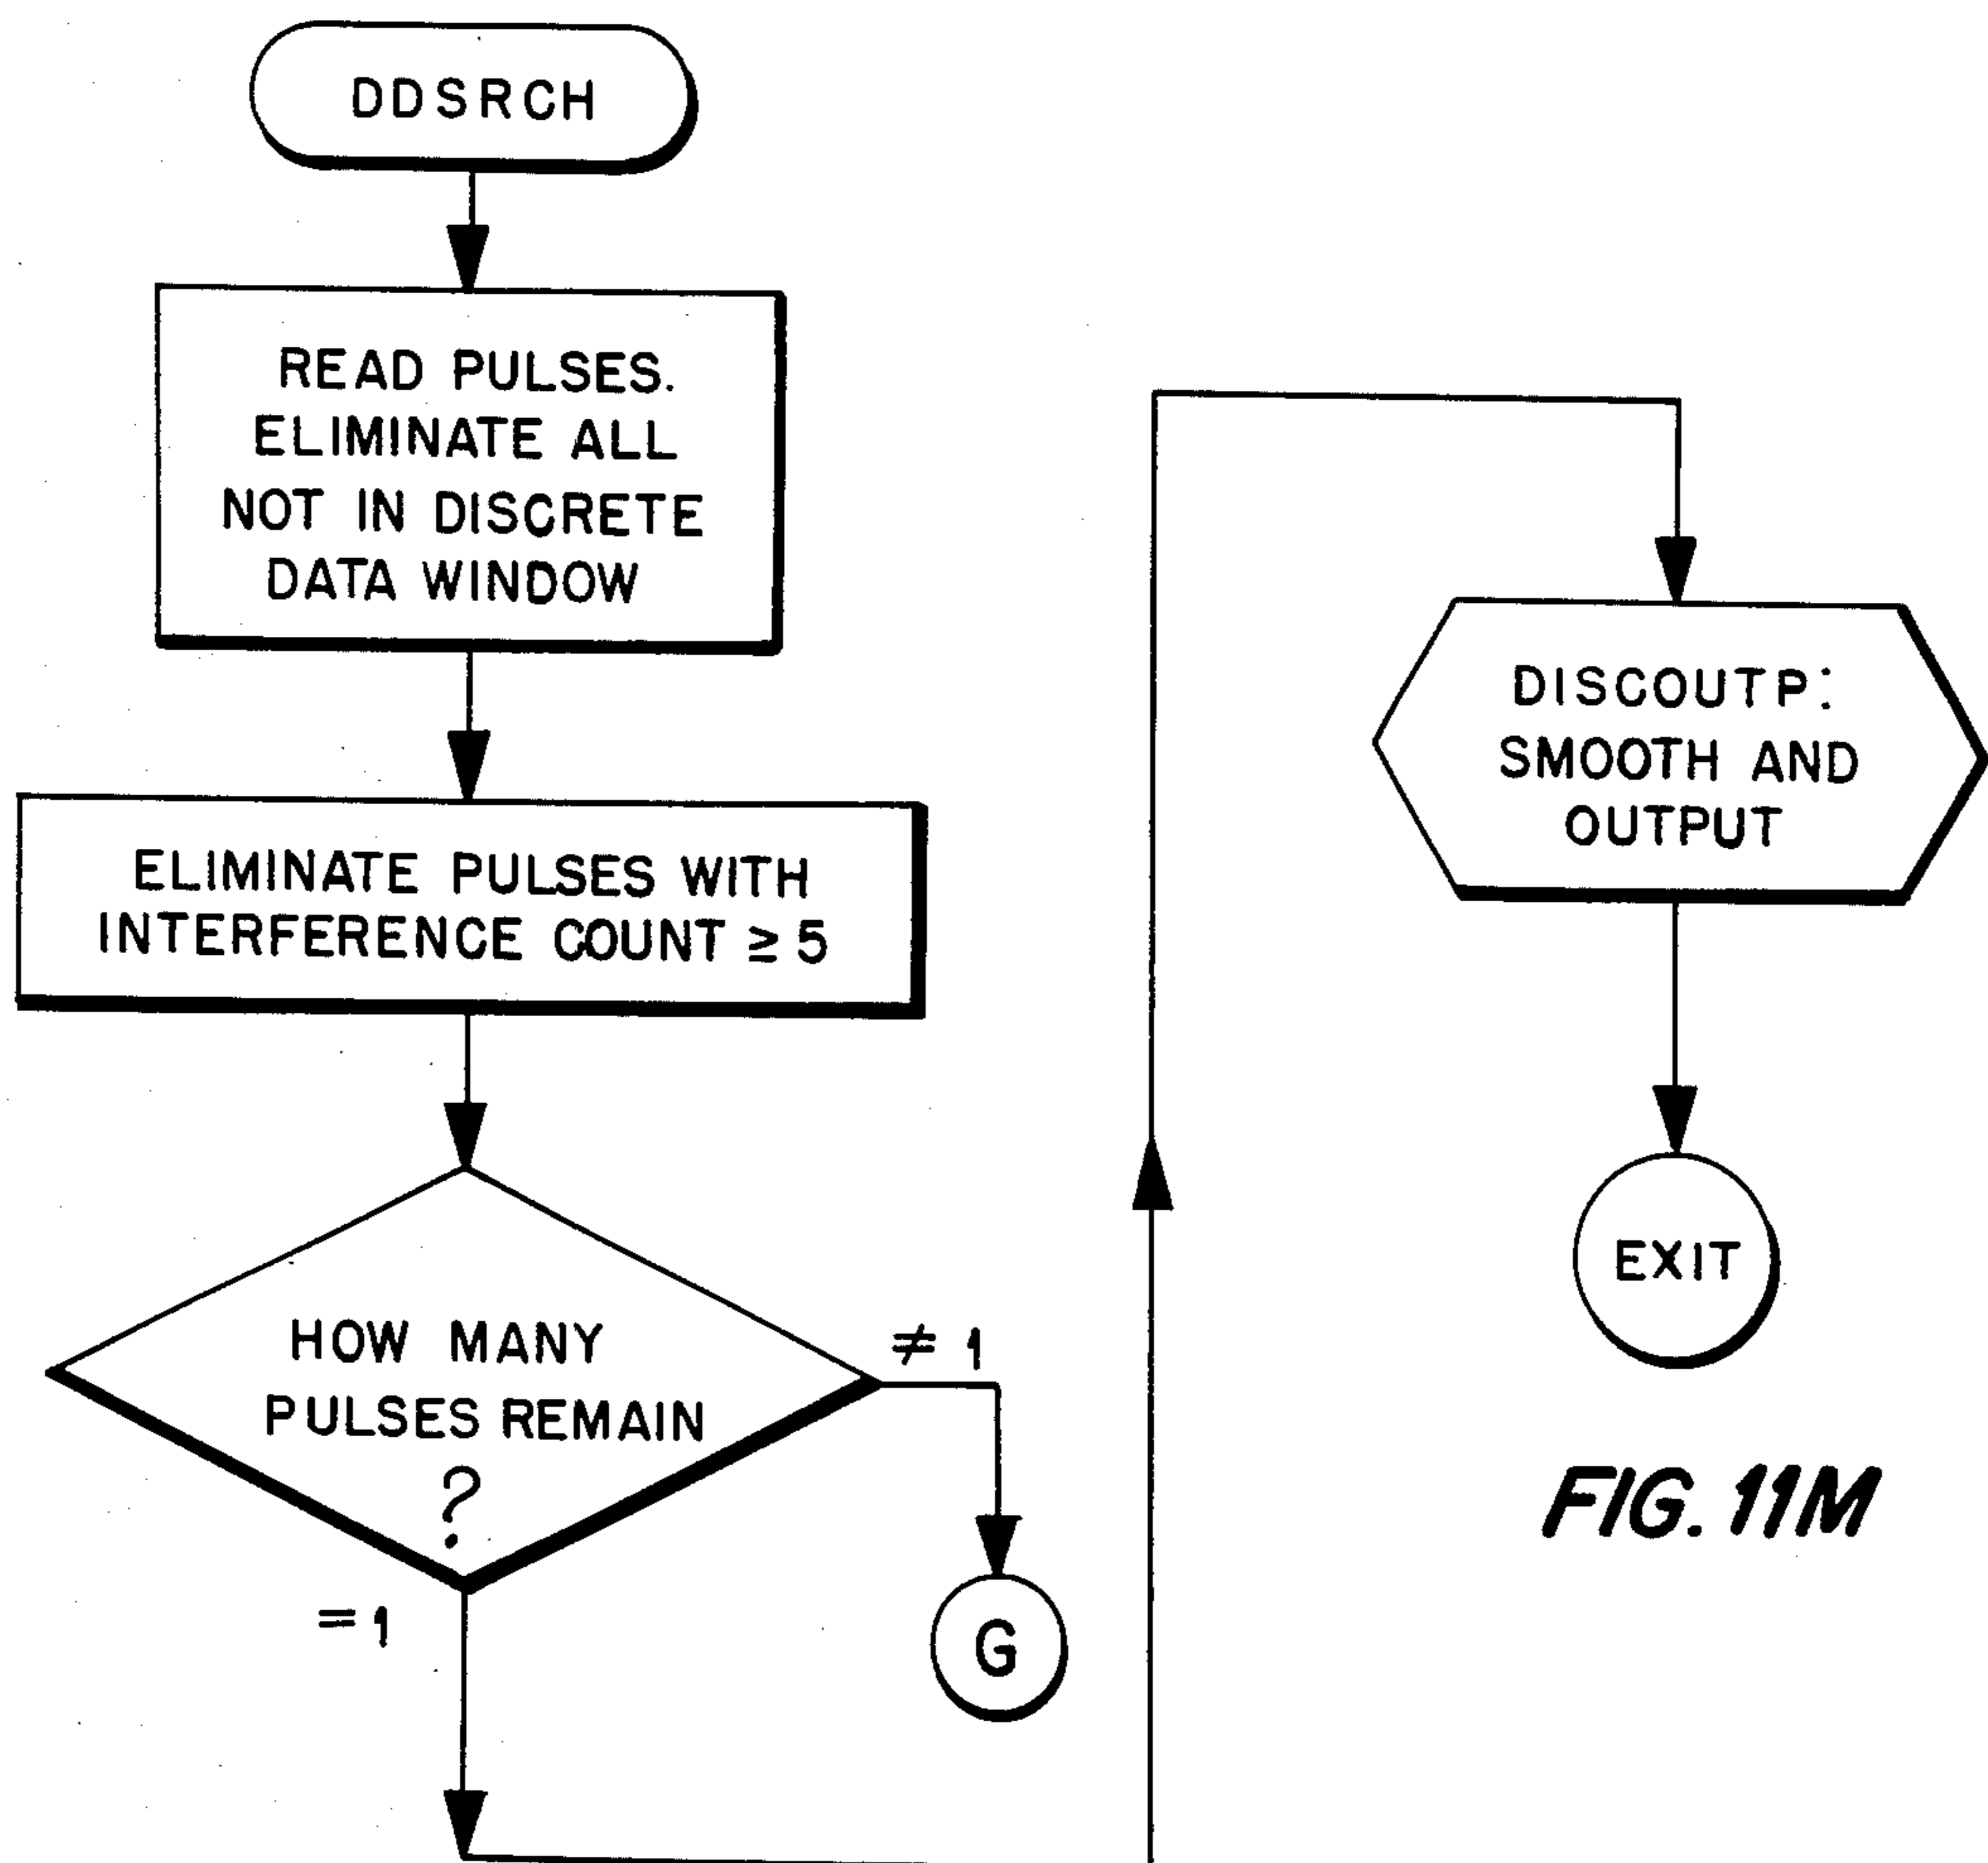 DDSRCH
READ PULSES.
ELIMINATE ALL
NOT IN DISCRETE
DATA WINDOW
ELIMINATE PULSES WITH
INTERFERENCE COUNT ≥ 5
HOW MANY
PULSES REMAIN
?
≠ 1
= 1
G
DISCOUTP:
SMOOTH AND
OUTPUT
EXIT
FIG. 11M